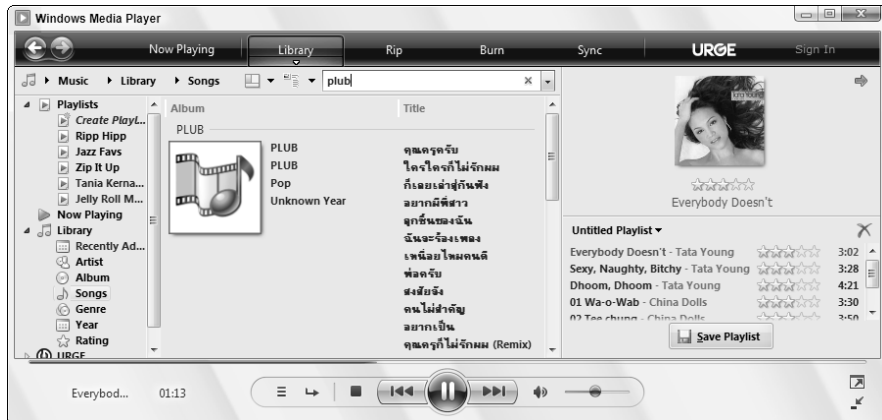 Windows Media Player
Now Playing Library Rip Burn Sync URGE Sign In
Music Library Songs plub
Playlists
Create Playl...
Ripp Hipp
Jazz Favs
Zip It Up
Tania Kerna...
Jelly Roll M...
Now Playing
Library
Recently Ad...
Artist
Album
Songs
Genre
Year
Rating
URGE
Album Title
PLUB
PLUB
PLUB
Pop
Unknown Year
คุณครูครับ
ใครใครก็ไม่รักผม
ก็เลยเล่าสู่กันฟัง
อยากมีพี่สาว
ลูกชิ้นของฉัน
ฉันจะร้องเพลง
เหนื่อยไหมคนดี
พ่อครับ
สงสัยจัง
คนไม่สำคัญ
อยากเป็น
คุณครูก็ไม่รักผม (Remix)
Tata Young
Everybody Doesn't
Untitled Playlist
Everybody Doesn't - Tata Young 3:02
Sexy, Naughty, Bitchy - Tata Young 3:28
Dhoom, Dhoom - Tata Young 4:21
01 Wa-o-Wab - China Dolls 3:30
02 Tee chung - China Dolls 3:50
Save Playlist
Everybod... 01:13